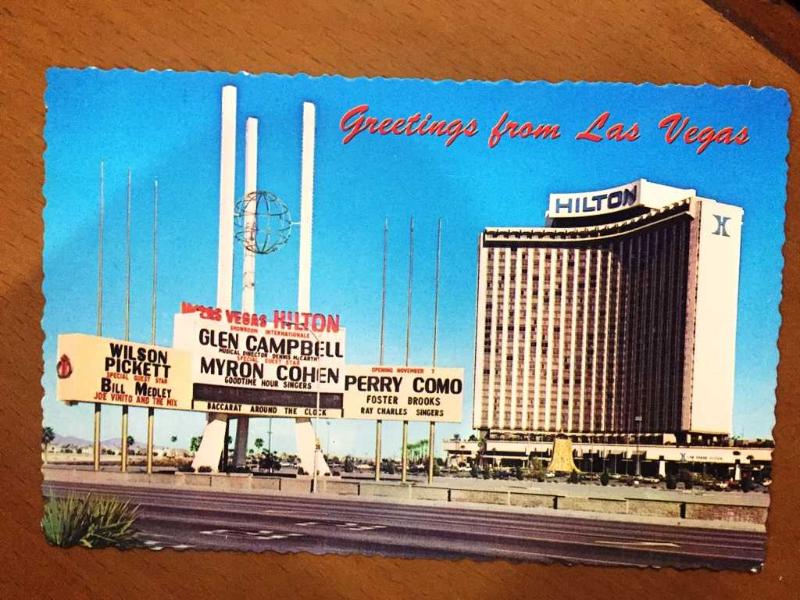 Greetings from Las Vegas
HILTON
H
LAS VEGAS HILTON
SHOWROOM INTERNATIONALE
GLEN CAMPBELL
MUSICAL DIRECTOR DENNIS McCARTHY
SPECIAL GUEST STAR
MYRON COHEN
GOODTIME HOUR SINGERS
BACCARAT AROUND THE CLOCK
WILSON
PICKETT
SPECIAL GUEST STAR
BILL MEDLEY
JOE VINITO AND THE MIX
OPENING NOVEMBER 7
PERRY COMO
FOSTER BROOKS
RAY CHARLES SINGERS